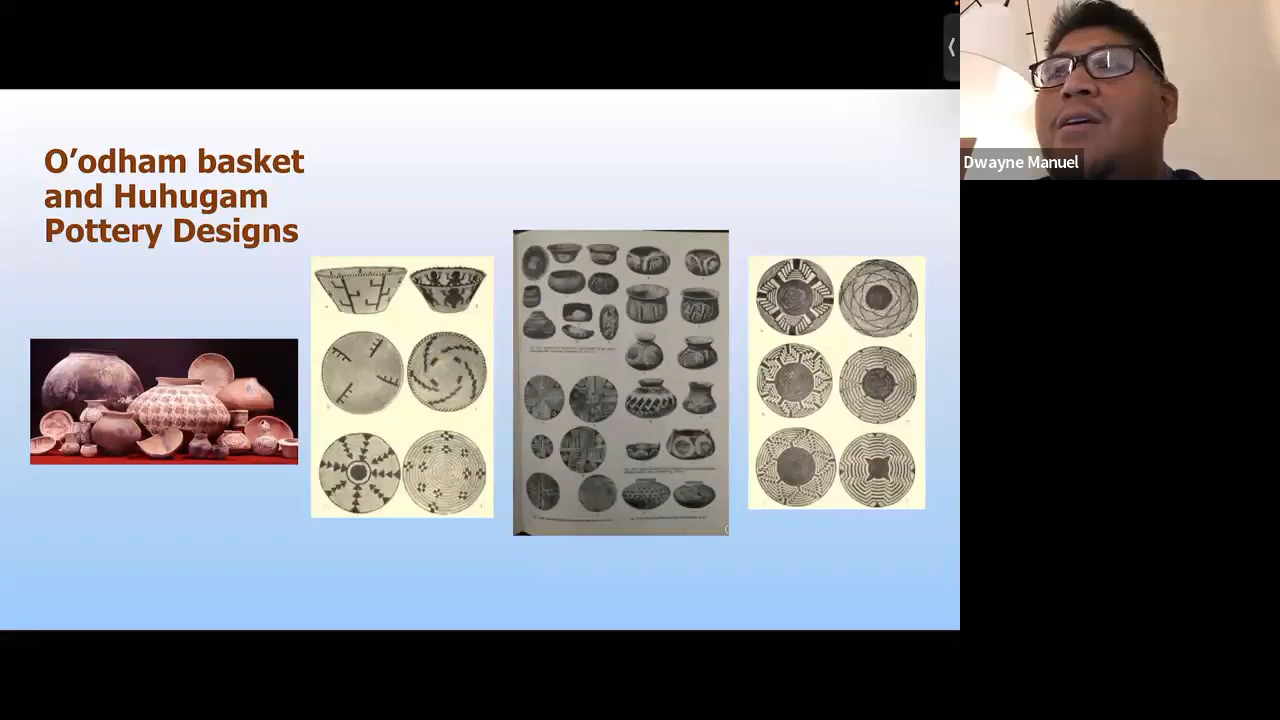 O’odham basket
and Huhugam
Pottery Designs
Dwayne Manuel